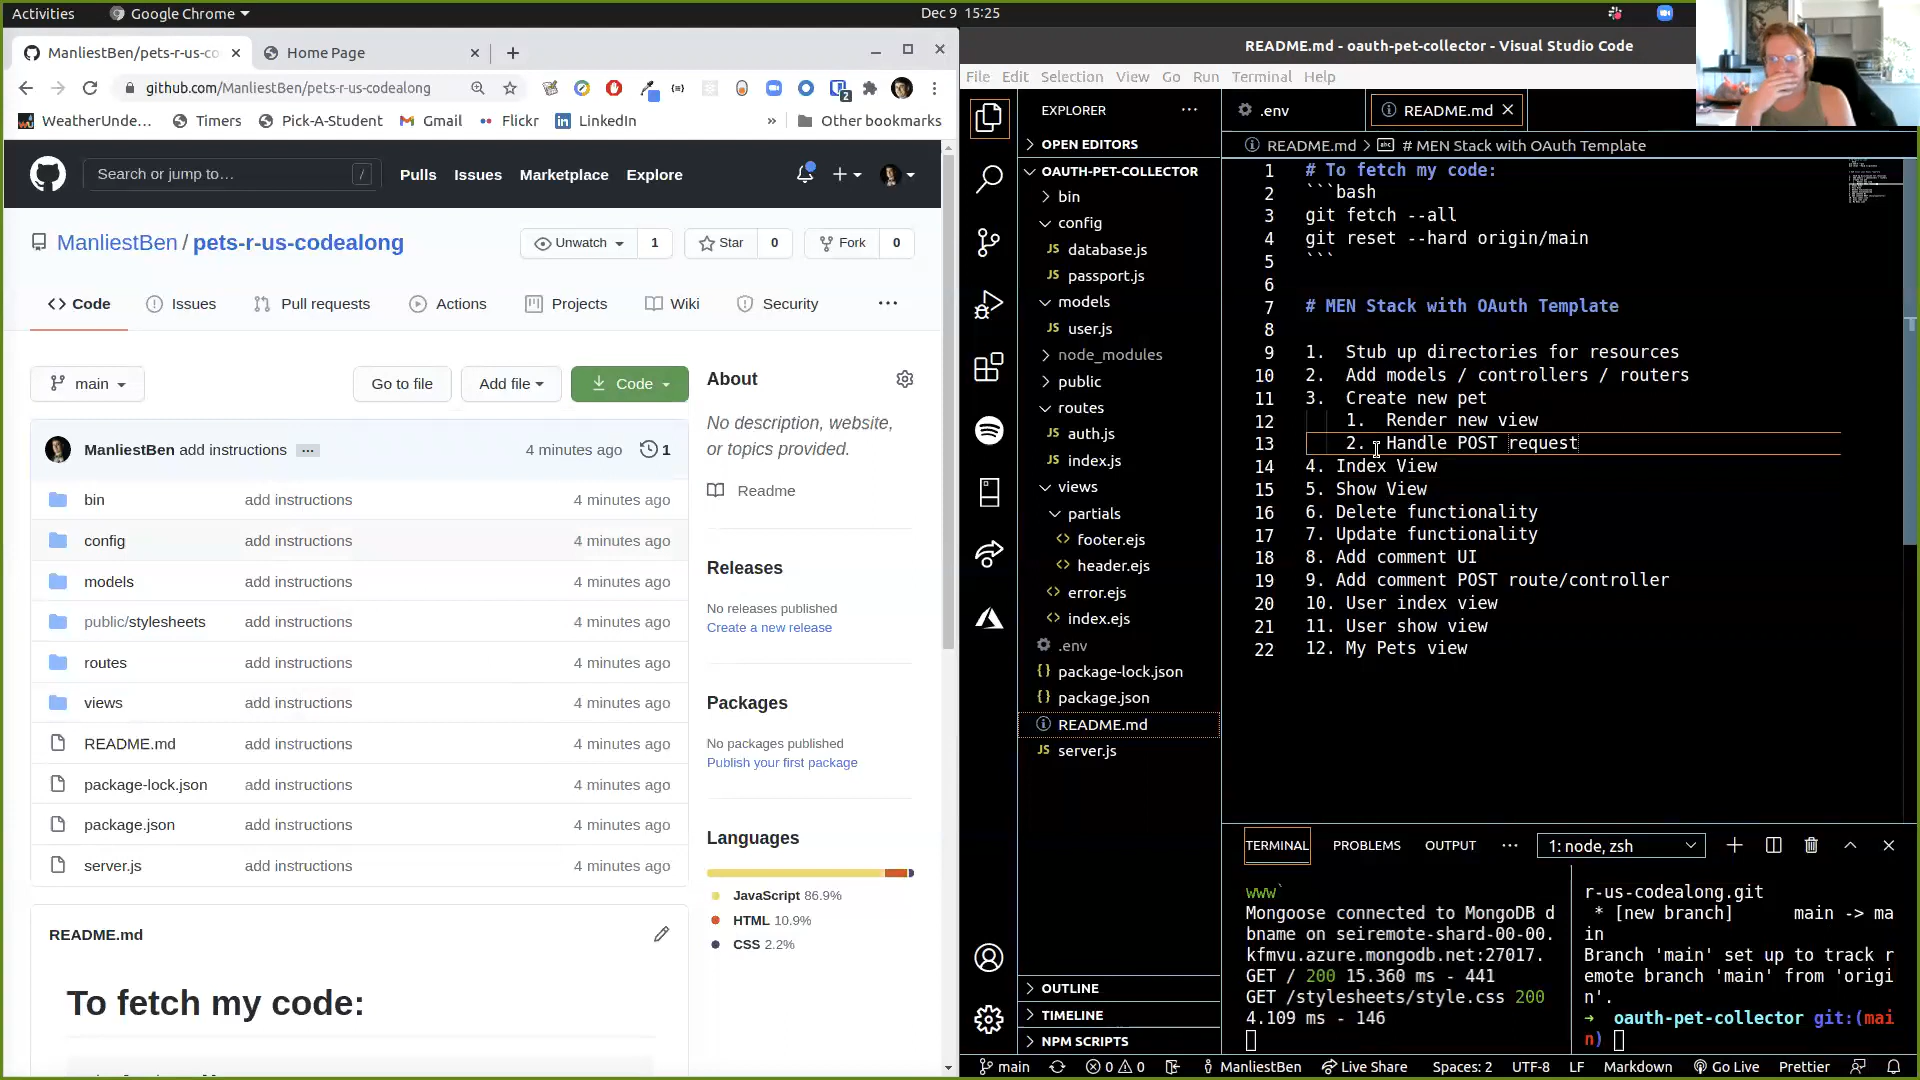 Activities
Google Chrome
Dec 9 15:25
ManliestBen/pets-r-us-co
Home Page
github.com/ManliestBen/pets-r-us-codealong
2
WeatherUnde...
Timers
Pick-A-Student
Gmail
Flickr
LinkedIn
»
Other bookmarks
Search or jump to...
/
Pulls
Issues
Marketplace
Explore
ManliestBen / pets-r-us-codealong
Unwatch
1
Star
0
Fork
0
Code
Issues
Pull requests
Actions
Projects
Wiki
Security
main
Go to file
Add file
Code
ManliestBen add instructions
4 minutes ago
1
bin
add instructions
4 minutes ago
config
add instructions
4 minutes ago
models
add instructions
4 minutes ago
public/stylesheets
add instructions
4 minutes ago
routes
add instructions
4 minutes ago
views
add instructions
4 minutes ago
README.md
add instructions
4 minutes ago
package-lock.json
add instructions
4 minutes ago
package.json
add instructions
4 minutes ago
server.js
add instructions
4 minutes ago
README.md
To fetch my code:
About
No description, website,
or topics provided.
Readme
Releases
No releases published
Create a new release
Packages
No packages published
Publish your first package
Languages
JavaScript 86.9%
HTML 10.9%
CSS 2.2%
README.md - oauth-pet-collector - Visual Studio Code
File Edit Selection View Go Run Terminal Help
EXPLORER
OPEN EDITORS
OAUTH-PET-COLLECTOR
bin
config
JS database.js
JS passport.js
models
JS user.js
node_modules
public
routes
JS auth.js
JS index.js
views
partials
footer.ejs
header.ejs
error.ejs
index.ejs
.env
package-lock.json
package.json
README.md
JS server.js
OUTLINE
TIMELINE
NPM SCRIPTS
.env
README.md
README.md > # MEN Stack with OAuth Template
1 # To fetch my code:
2 ```bash
3 git fetch --all
4 git reset --hard origin/main
5 ```
6
7 # MEN Stack with OAuth Template
8
9 1. Stub up directories for resources
10 2. Add models / controllers / routers
11 3. Create new pet
12 1. Render new view
13 2. Handle POST request
14 4. Index View
15 5. Show View
16 6. Delete functionality
17 7. Update functionality
18 8. Add comment UI
19 9. Add comment POST route/controller
20 10. User index view
21 11. User show view
22 12. My Pets view
TERMINAL
PROBLEMS
OUTPUT
1: node, zsh
www`
Mongoose connected to MongoDB d
bname on seiremote-shard-00-00.
kfmvu.azure.mongodb.net:27017.
GET / 200 15.360 ms - 441
GET /stylesheets/style.css 200
4.109 ms - 146
r-us-codealong.git
* [new branch] main -> ma
in
Branch 'main' set up to track r
emote branch 'main' from 'origi
n'.
→ oauth-pet-collector git:(mai
n)
main
0 0
ManliestBen
Live Share
Spaces: 2
UTF-8
LF
Markdown
Go Live
Prettier